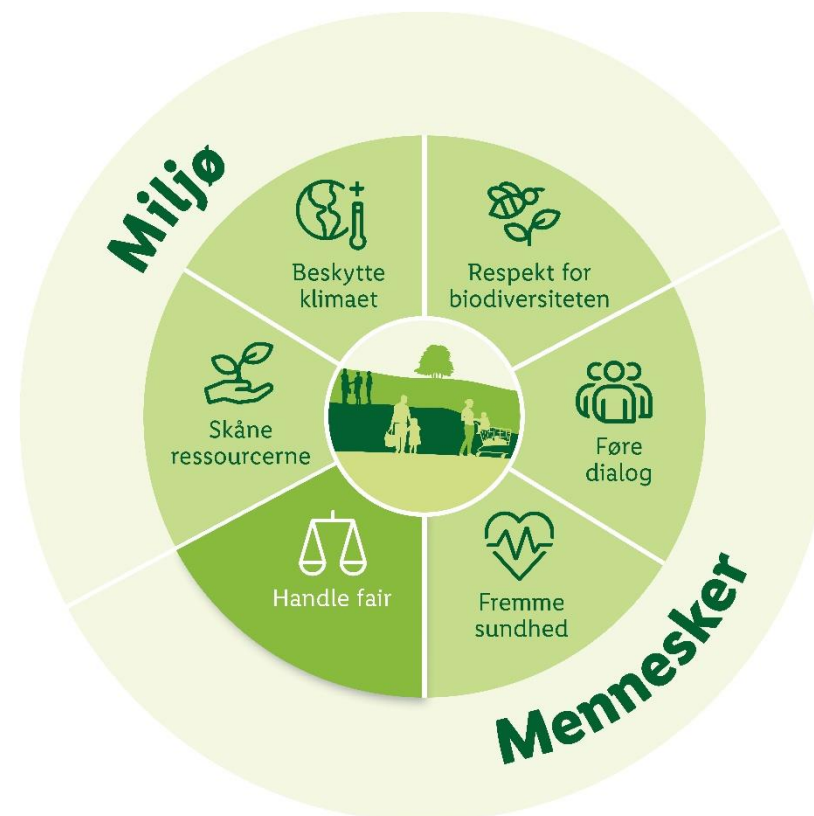 Miljø
Beskytte
klimaet
Respekt for
biodiversiteten
Skåne
ressourcerne
Føre
dialog
Handle fair
Fremme
sundhed
Mennesker